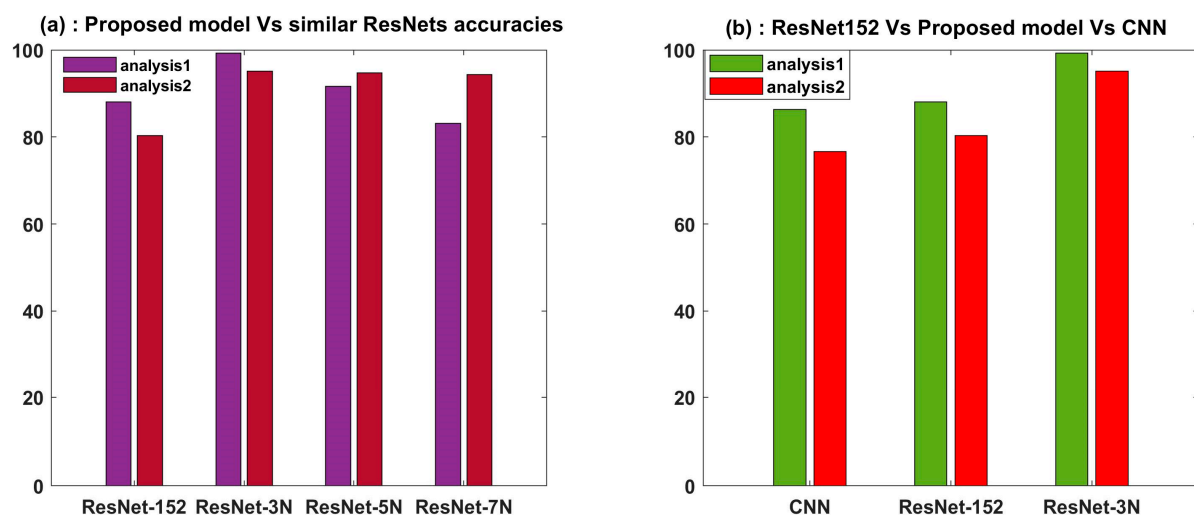 (a) : Proposed model Vs similar ResNets accuracies
100
80
60
40
20
0
analysis1
analysis2
ResNet-152 ResNet-3N ResNet-5N ResNet-7N
(b) : ResNet152 Vs Proposed model Vs CNN
100
80
60
40
20
0
analysis1
analysis2
CNN ResNet-152 ResNet-3N